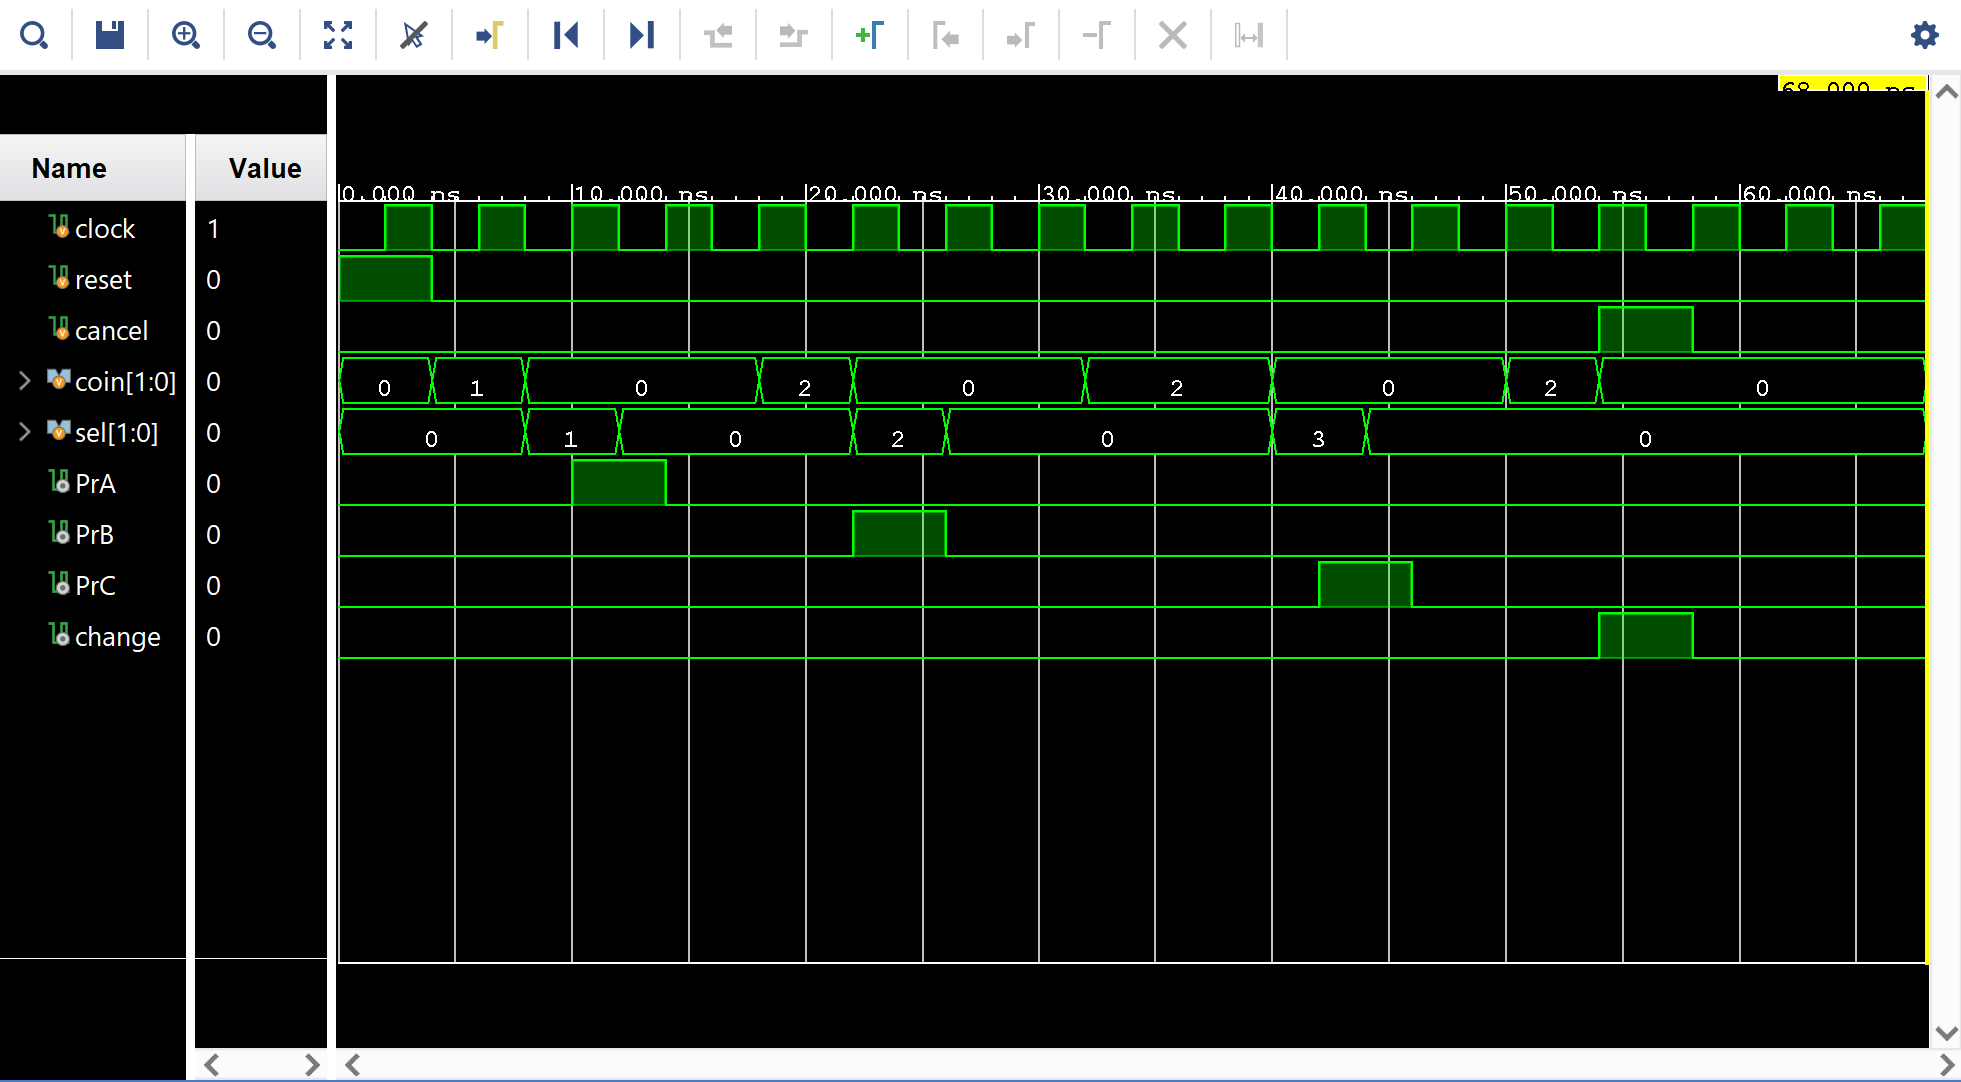 68.000 ns
Name Value
0.000 ns 10.000 ns 20.000 ns 30.000 ns 40.000 ns 50.000 ns 60.000 ns
clock 1
reset 0
cancel 0
coin[1:0] 0 0 1 0 2 0 2 0 2 0
sel[1:0] 0 0 1 0 2 0 3 0
PrA 0
PrB 0
PrC 0
change 0